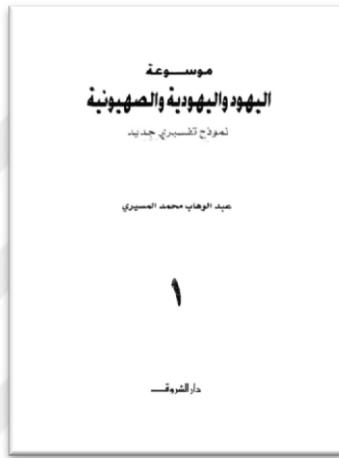 موسوعة
اليهود واليهودية والصهيونية
نموذج تفسيري جديد
عبد الوهاب محمد المسيري
١
دار الشروق